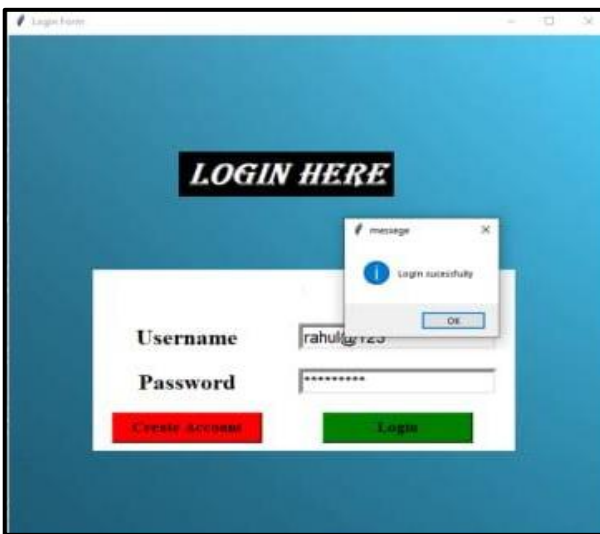 Login Form
LOGIN HERE
message
Login sucessfully
OK
Username
rahul@123
Password
*********
Create Account
Login